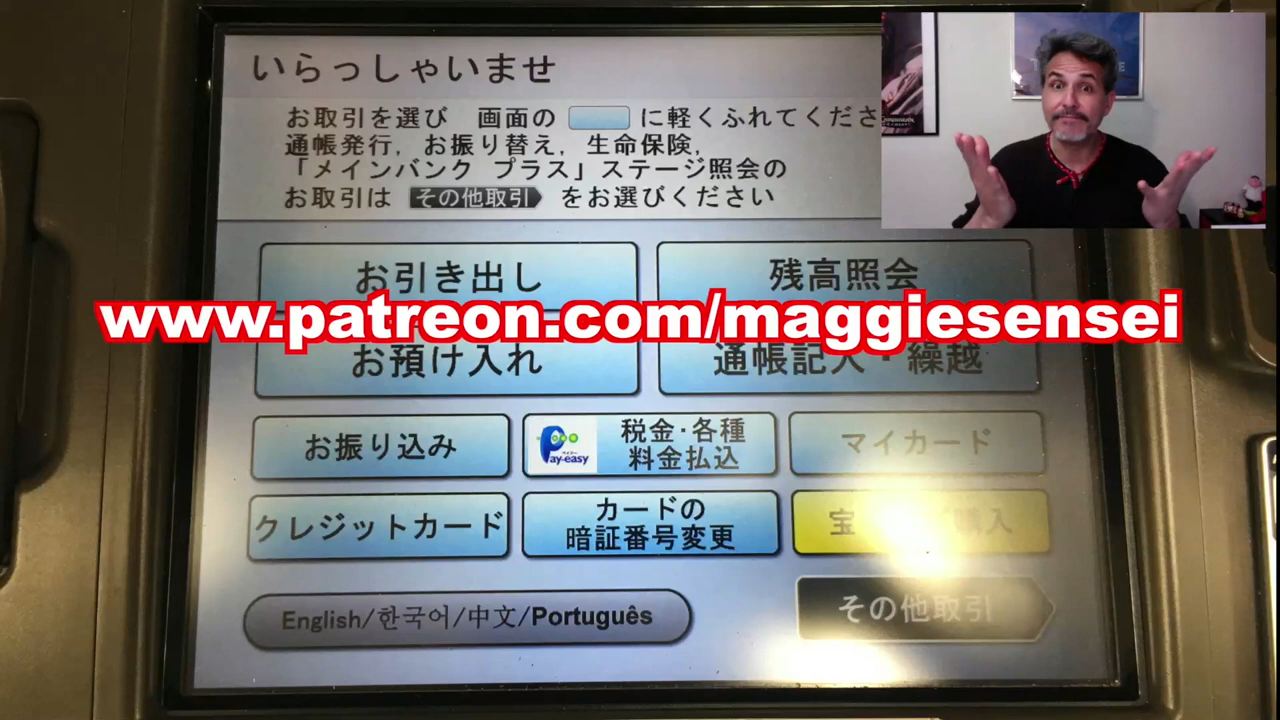 いらっしゃいませ
お取引を選び 画面の に軽くふれてくださ
通帳発行, お振り替え, 生命保険,
「メインバンク プラス」ステージ照会の
お取引は その他取引 をお選びください
お引き出し
残高照会
www.patreon.com/maggiesensei
お預け入れ
通帳記入・繰越
お振り込み
Pay-easy
ペイジー
税金・各種
料金払込
マイカード
クレジットカード
カードの
暗証番号変更
宝 購入
English/한국어/中文/Português
その他取引